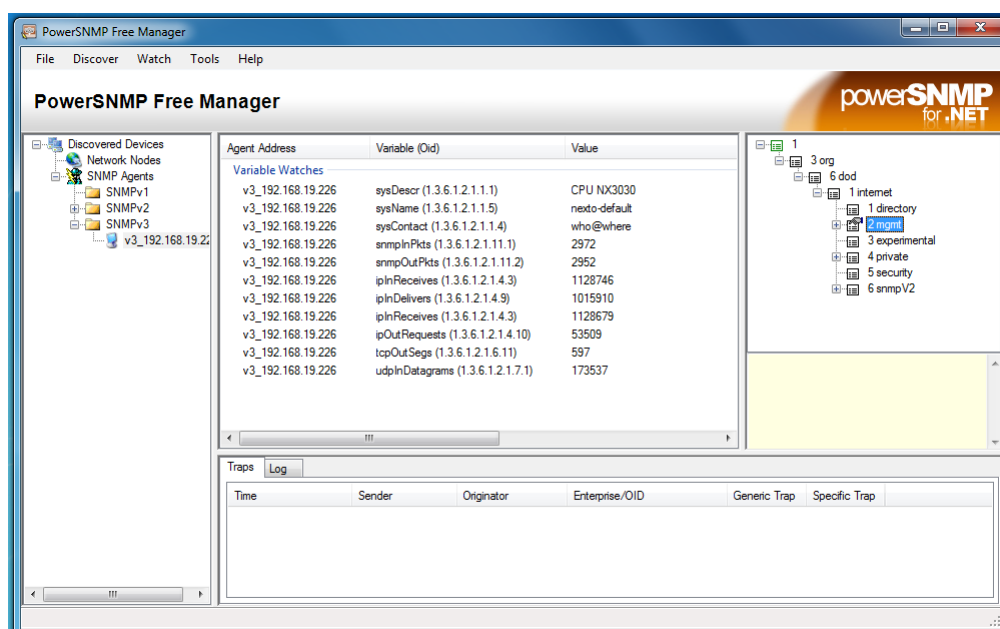 PowerSNMP Free Manager
File Discover Watch Tools Help
PowerSNMP Free Manager
powerSNMP
for .NET
Discovered Devices
Network Nodes
SNMP Agents
SNMPv1
SNMPv2
SNMPv3
v3_192.168.19.22
Agent Address Variable (Oid) Value
Variable Watches
v3_192.168.19.226 sysDescr (1.3.6.1.2.1.1.1) CPU NX3030
v3_192.168.19.226 sysName (1.3.6.1.2.1.1.5) nexto-default
v3_192.168.19.226 sysContact (1.3.6.1.2.1.1.4) who@where
v3_192.168.19.226 snmpInPkts (1.3.6.1.2.1.11.1) 2972
v3_192.168.19.226 snmpOutPkts (1.3.6.1.2.1.11.2) 2952
v3_192.168.19.226 ipInReceives (1.3.6.1.2.1.4.3) 1128746
v3_192.168.19.226 ipInDelivers (1.3.6.1.2.1.4.9) 1015910
v3_192.168.19.226 ipInReceives (1.3.6.1.2.1.4.3) 1128679
v3_192.168.19.226 ipOutRequests (1.3.6.1.2.1.4.10) 53509
v3_192.168.19.226 tcpOutSegs (1.3.6.1.2.1.6.11) 597
v3_192.168.19.226 udpInDatagrams (1.3.6.1.2.1.7.1) 173537
1
3 org
6 dod
1 internet
1 directory
2 mgmt
3 experimental
4 private
5 security
6 snmpV2
Traps Log
Time Sender Originator Enterprise/OID Generic Trap Specific Trap